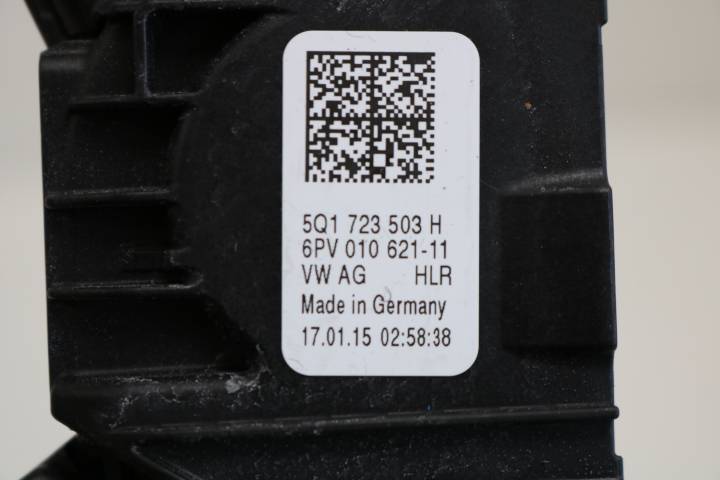 5Q1 723 503 H
6PV 010 621-11
VW AG HLR
Made in Germany
17.01.15 02:58:38